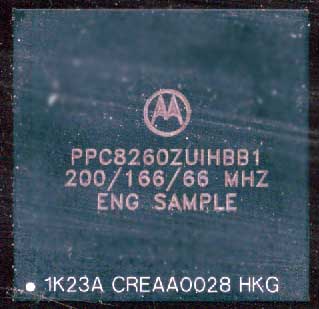 PPC8260ZUIHBB1
200/166/66 MHZ
ENG SAMPLE
1K23A CREAA0028 HKG